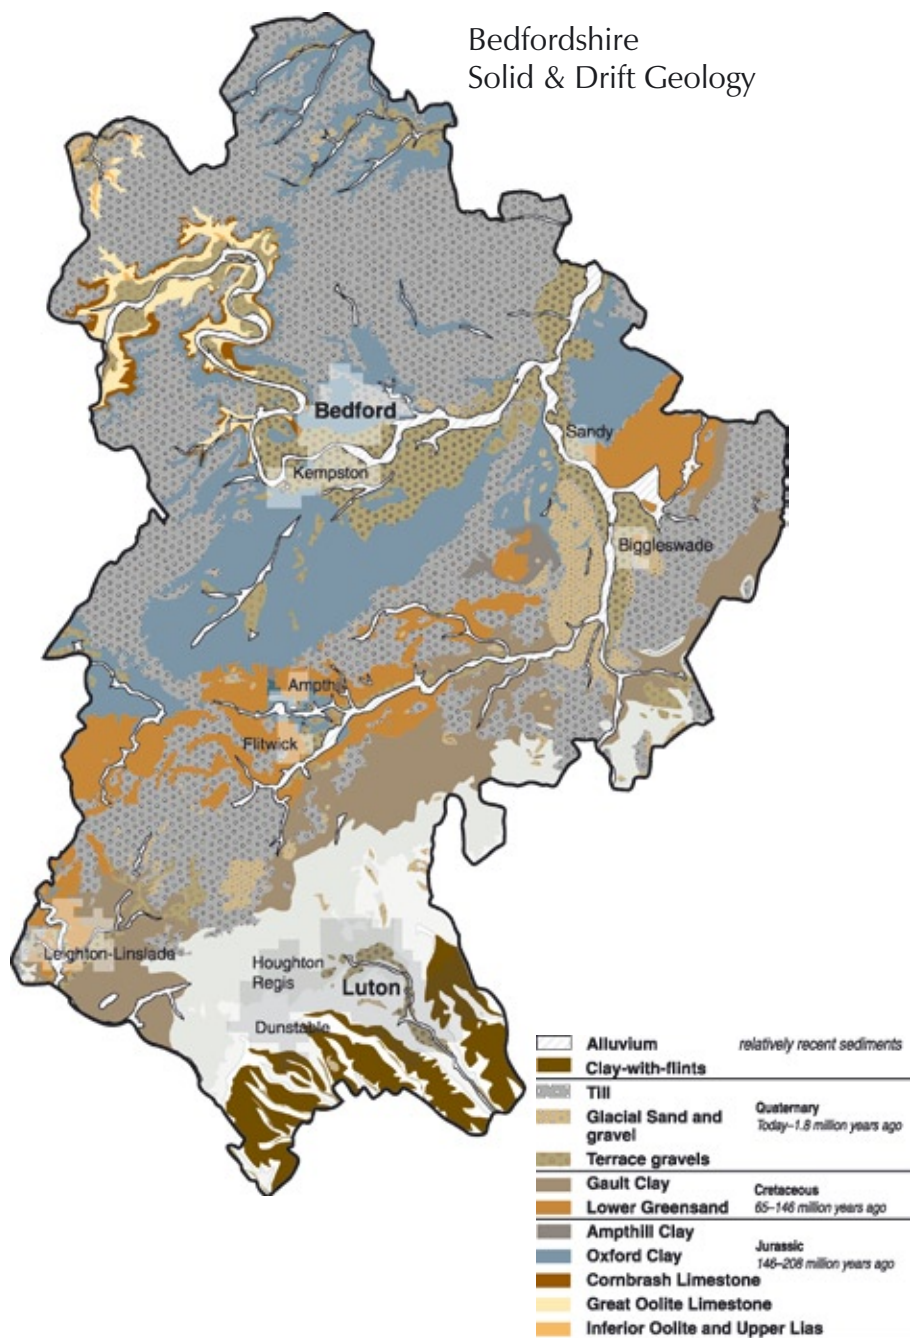 Bedfordshire
Solid & Drift Geology
Bedford
Sandy
Kempston
Biggleswade
Ampthill
Flitwick
Leighton-Linslade
Houghton
Regis
Luton
Dunstable
Alluvium relatively recent sediments
Clay-with-flints
Till
Glacial Sand and
gravel
Quaternary
Today–1.8 million years ago
Terrace gravels
Gault Clay
Lower Greensand
Cretaceous
65–146 million years ago
Ampthill Clay
Oxford Clay
Jurassic
146–208 million years ago
Cornbrash Limestone
Great Oolite Limestone
Inferior Oolite and Upper Lias